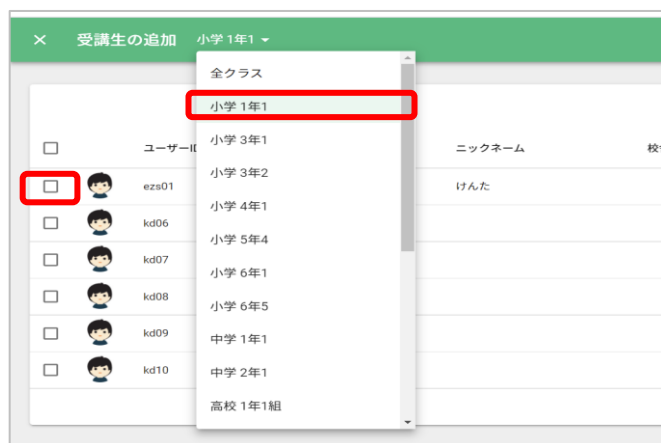 × 受講生の追加 小学 1年1
全クラス
小学 1年1
小学 3年1
小学 3年2
小学 4年1
小学 5年4
小学 6年1
小学 6年5
中学 1年1
中学 2年1
高校 1年1組
ユーザーID ニックネーム
ezs01 けんた
kd06
kd07
kd08
kd09
kd10